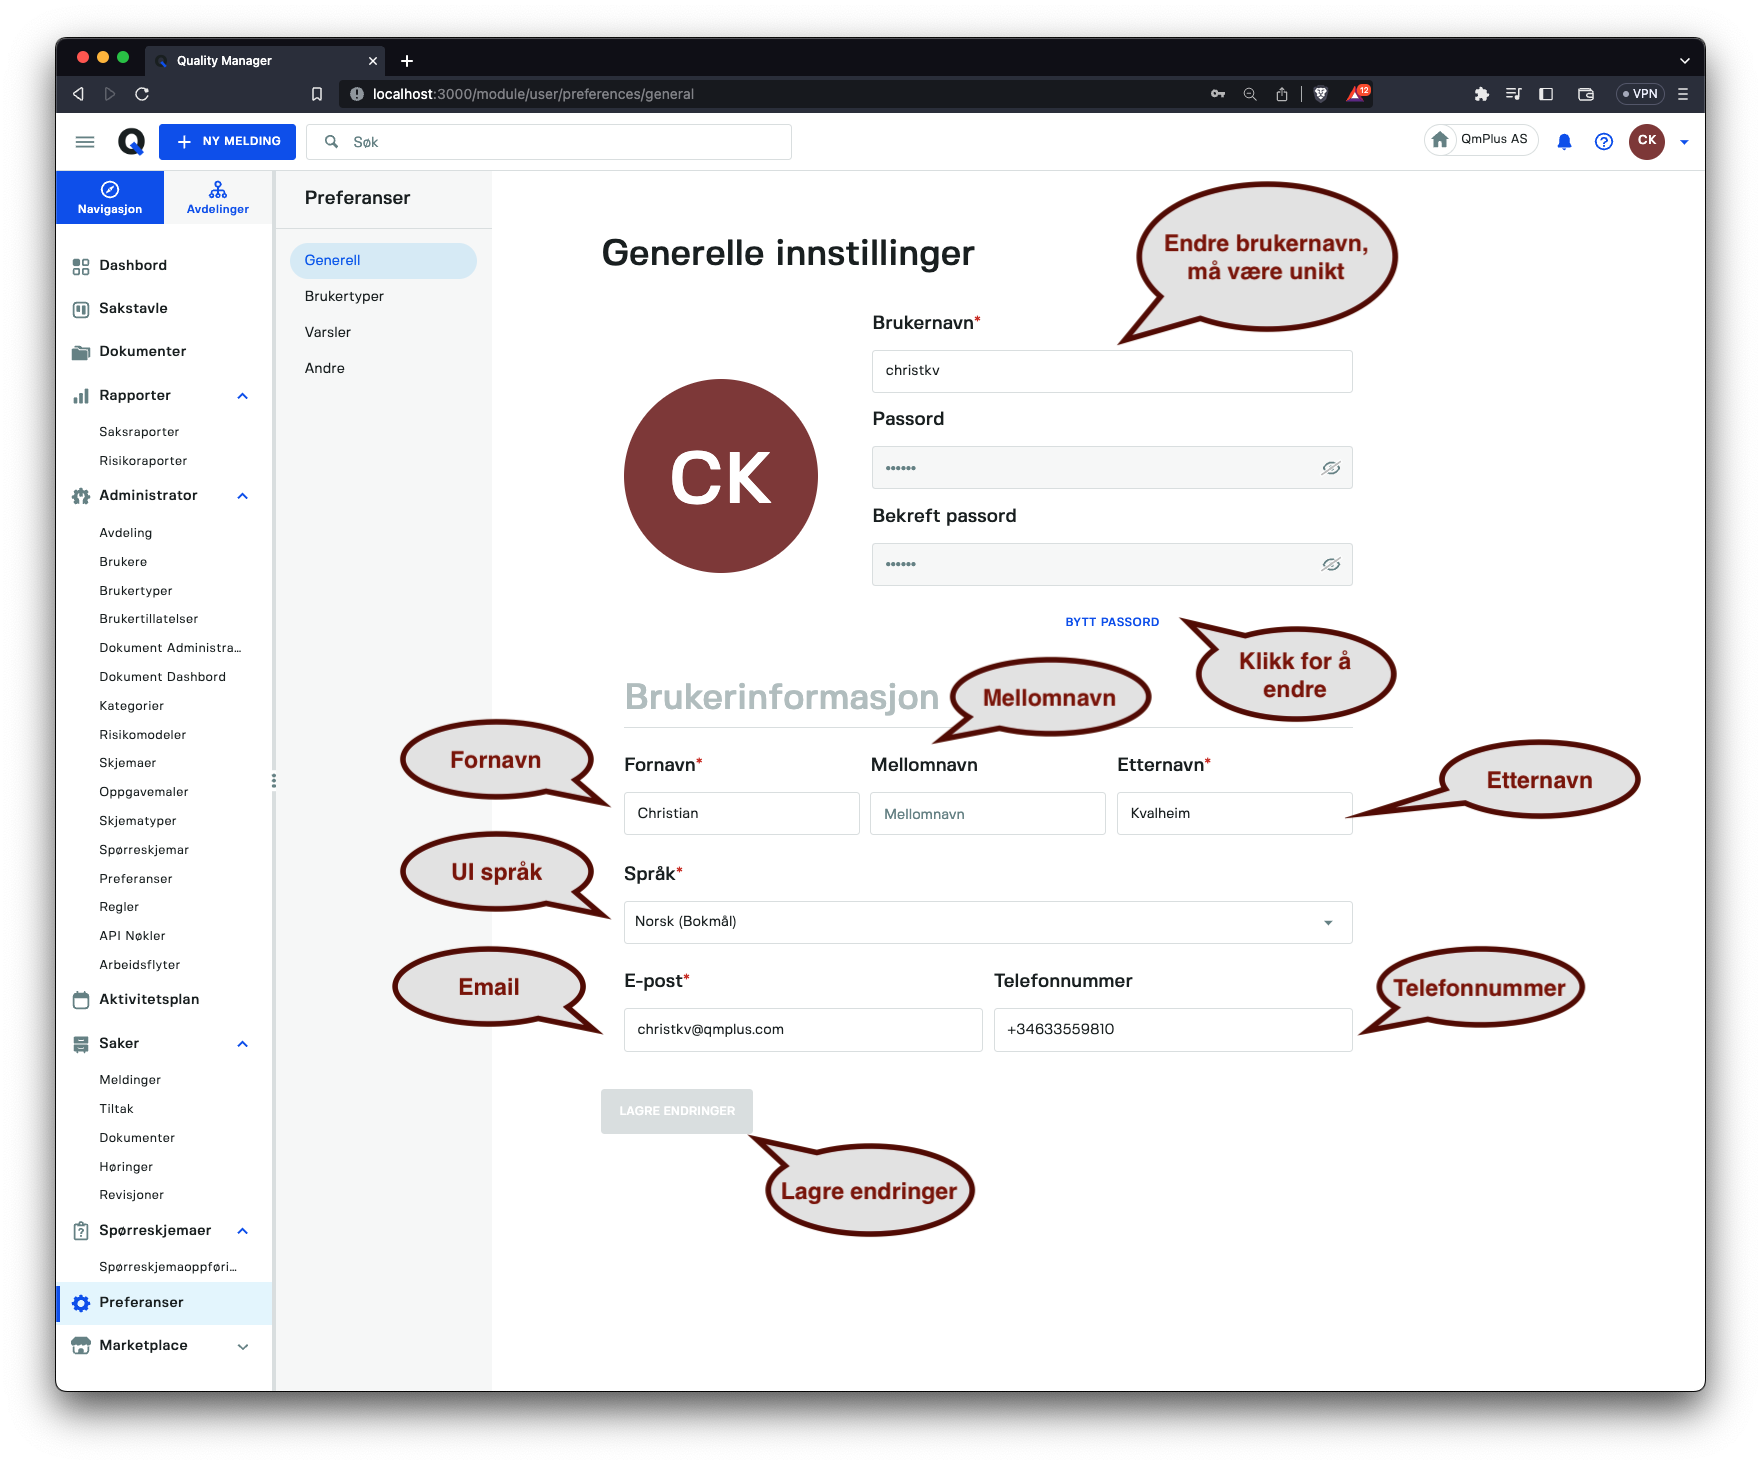 Quality Manager
localhost:3000/module/user/preferences/general
12
VPN
NY MELDING
Søk
QmPlus AS
CK
Navigasjon
Avdelinger
Dashbord
Sakstavle
Dokumenter
Rapporter
Saksraporter
Risikoraporter
Administrator
Avdeling
Brukere
Brukertyper
Brukertillatelser
Dokument Administra...
Dokument Dashbord
Kategorier
Risikomodeler
Skjemaer
Oppgavemaler
Skjematyper
Spørreskjemar
Preferanser
Regler
API Nøkler
Arbeidsflyter
Aktivitetsplan
Saker
Meldinger
Tiltak
Dokumenter
Høringer
Revisjoner
Spørreskjemaer
Spørreskjemaoppføri...
Preferanser
Marketplace
Preferanser
Generell
Brukertyper
Varsler
Andre
Generelle innstillinger
Endre brukernavn,
må være unikt
CK
Brukernavn*
christkv
Passord
••••••
Bekreft passord
••••••
BYTT PASSORD
Klikk for å
endre
Brukerinformasjon
Mellomnavn
Fornavn
Fornavn*
Mellomnavn
Etternavn*
Etternavn
Christian
Mellomnavn
Kvalheim
UI språk
Språk*
Norsk (Bokmål)
Email
E-post*
Telefonnummer
Telefonnummer
christkv@qmplus.com
+34633559810
LAGRE ENDRINGER
Lagre endringer